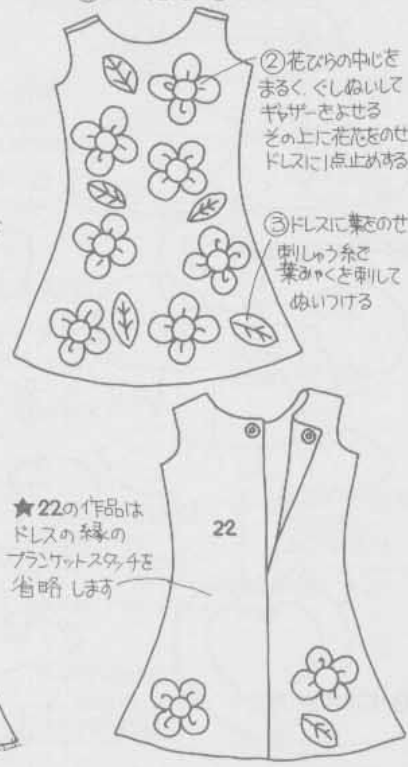 ②花びらの中心を
まるく、ぐしぬいして
ギャザーをよせる
その上に花芯をのせ
ドレスに1点止めする
③ドレスに葉をのせ
刺しゅう糸で
葉みゃくを刺して
ぬいつける
★22の作品は
ドレスの縁の
ブランケットステッチを
省略します
22